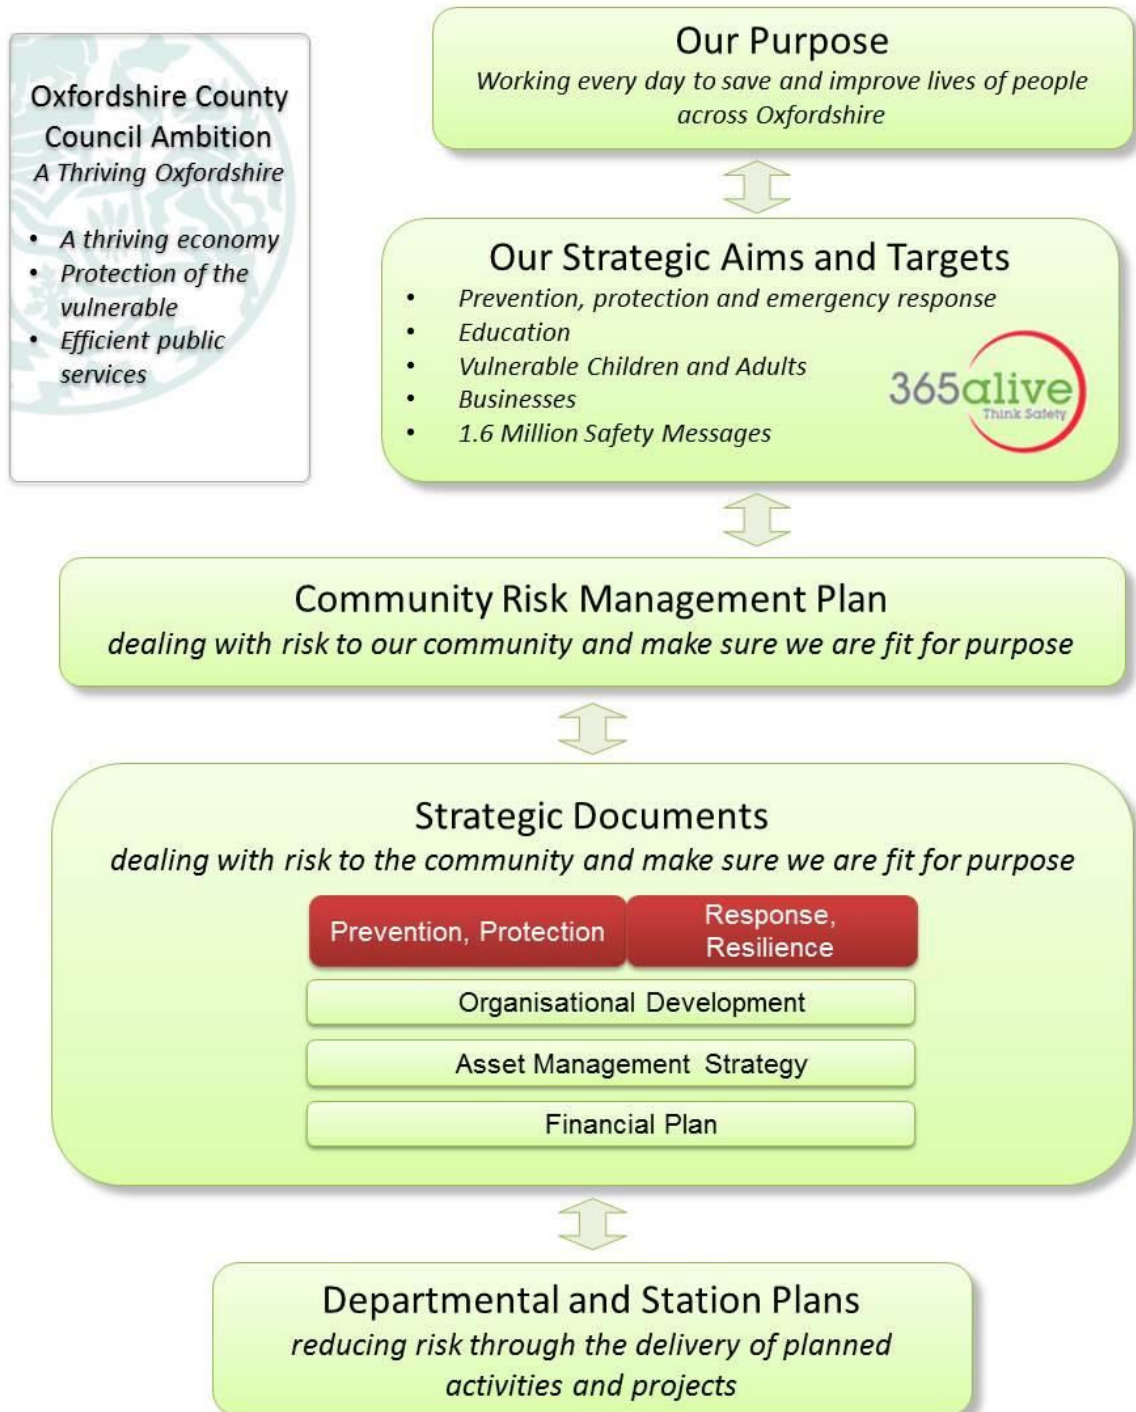 Oxfordshire County
Council Ambition
A Thriving Oxfordshire
• A thriving economy
• Protection of the
vulnerable
• Efficient public
services
Our Purpose
Working every day to save and improve lives of people
across Oxfordshire
Our Strategic Aims and Targets
• Prevention, protection and emergency response
• Education
• Vulnerable Children and Adults
• Businesses
• 1.6 Million Safety Messages
365alive
Think Safety
Community Risk Management Plan
dealing with risk to our community and make sure we are fit for purpose
Strategic Documents
dealing with risk to the community and make sure we are fit for purpose
Prevention, Protection
Response,
Resilience
Organisational Development
Asset Management Strategy
Financial Plan
Departmental and Station Plans
reducing risk through the delivery of planned
activities and projects